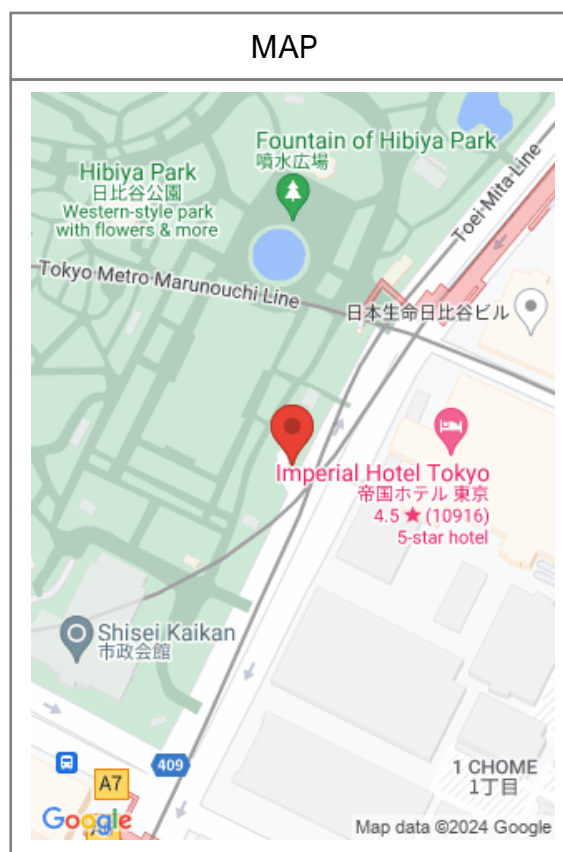 MAP
Fountain of Hibiya Park
噴水広場
Hibiya Park
日比谷公園
Western-style park
with flowers & more
Toei Mita Line
Tokyo Metro Marunouchi Line
日本生命日比谷ビル
Imperial Hotel Tokyo
帝国ホテル 東京
4.5 ★ (10916)
5-star hotel
Shisei Kaikan
市政会館
409
1 CHOME
1丁目
A7
Google
Map data ©2024 Google